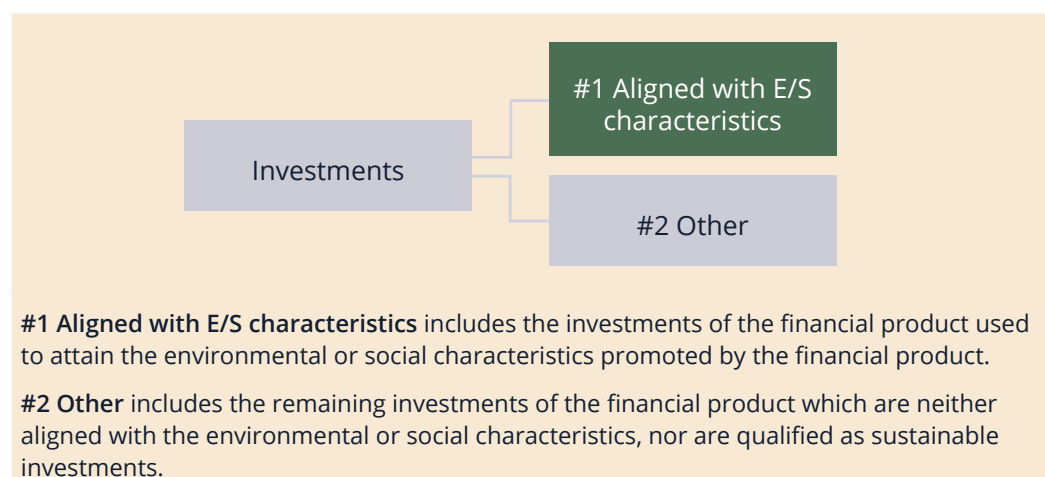 #1 Aligned with E/S
characteristics
Investments
#2 Other
#1 Aligned with E/S characteristics includes the investments of the financial product used
to attain the environmental or social characteristics promoted by the financial product.
#2 Other includes the remaining investments of the financial product which are neither
aligned with the environmental or social characteristics, nor are qualified as sustainable
investments.